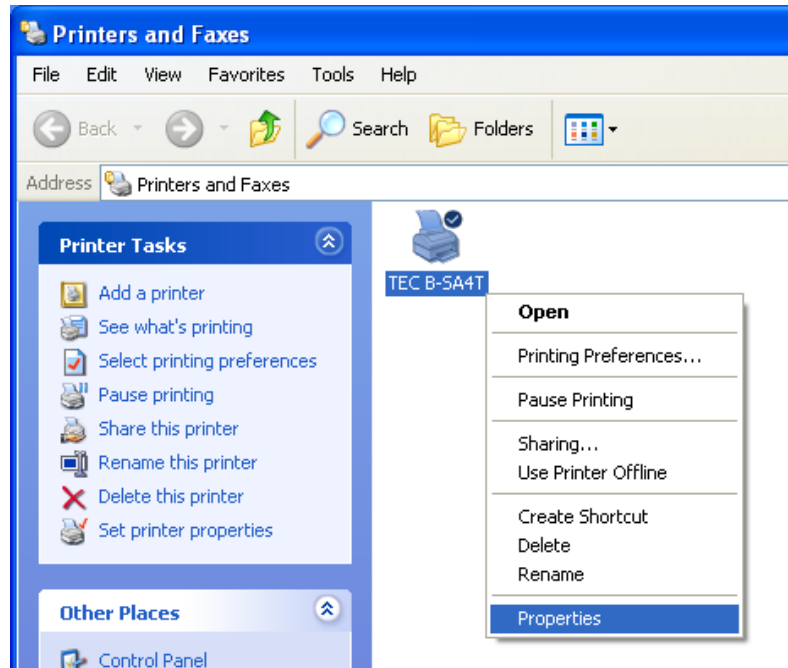 Printers and Faxes
File Edit View Favorites Tools Help
Back Search Folders
Address Printers and Faxes
Printer Tasks
Add a printer
See what's printing
Select printing preferences
Pause printing
Share this printer
Rename this printer
Delete this printer
Set printer properties
Other Places
Control Panel
TEC B-SA4T
Open
Printing Preferences...
Pause Printing
Sharing...
Use Printer Offline
Create Shortcut
Delete
Rename
Properties